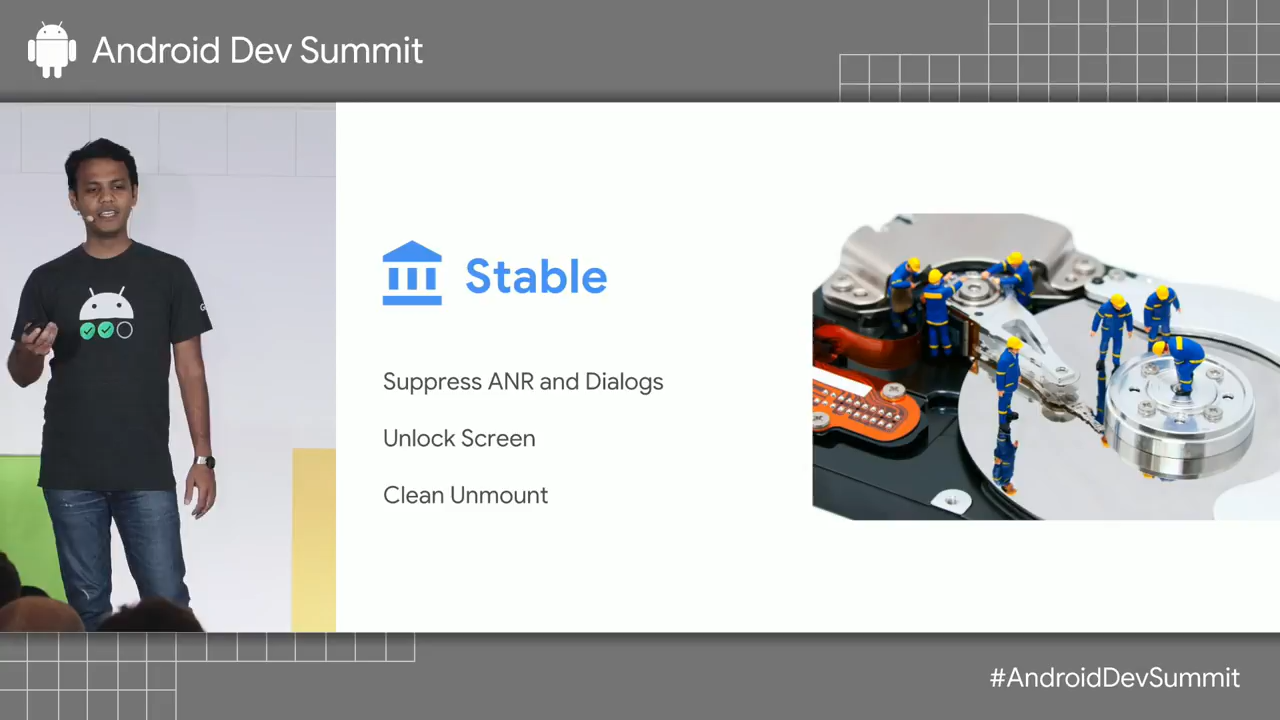 Android Dev Summit
Stable
Suppress ANR and Dialogs
Unlock Screen
Clean Unmount
#AndroidDevSummit